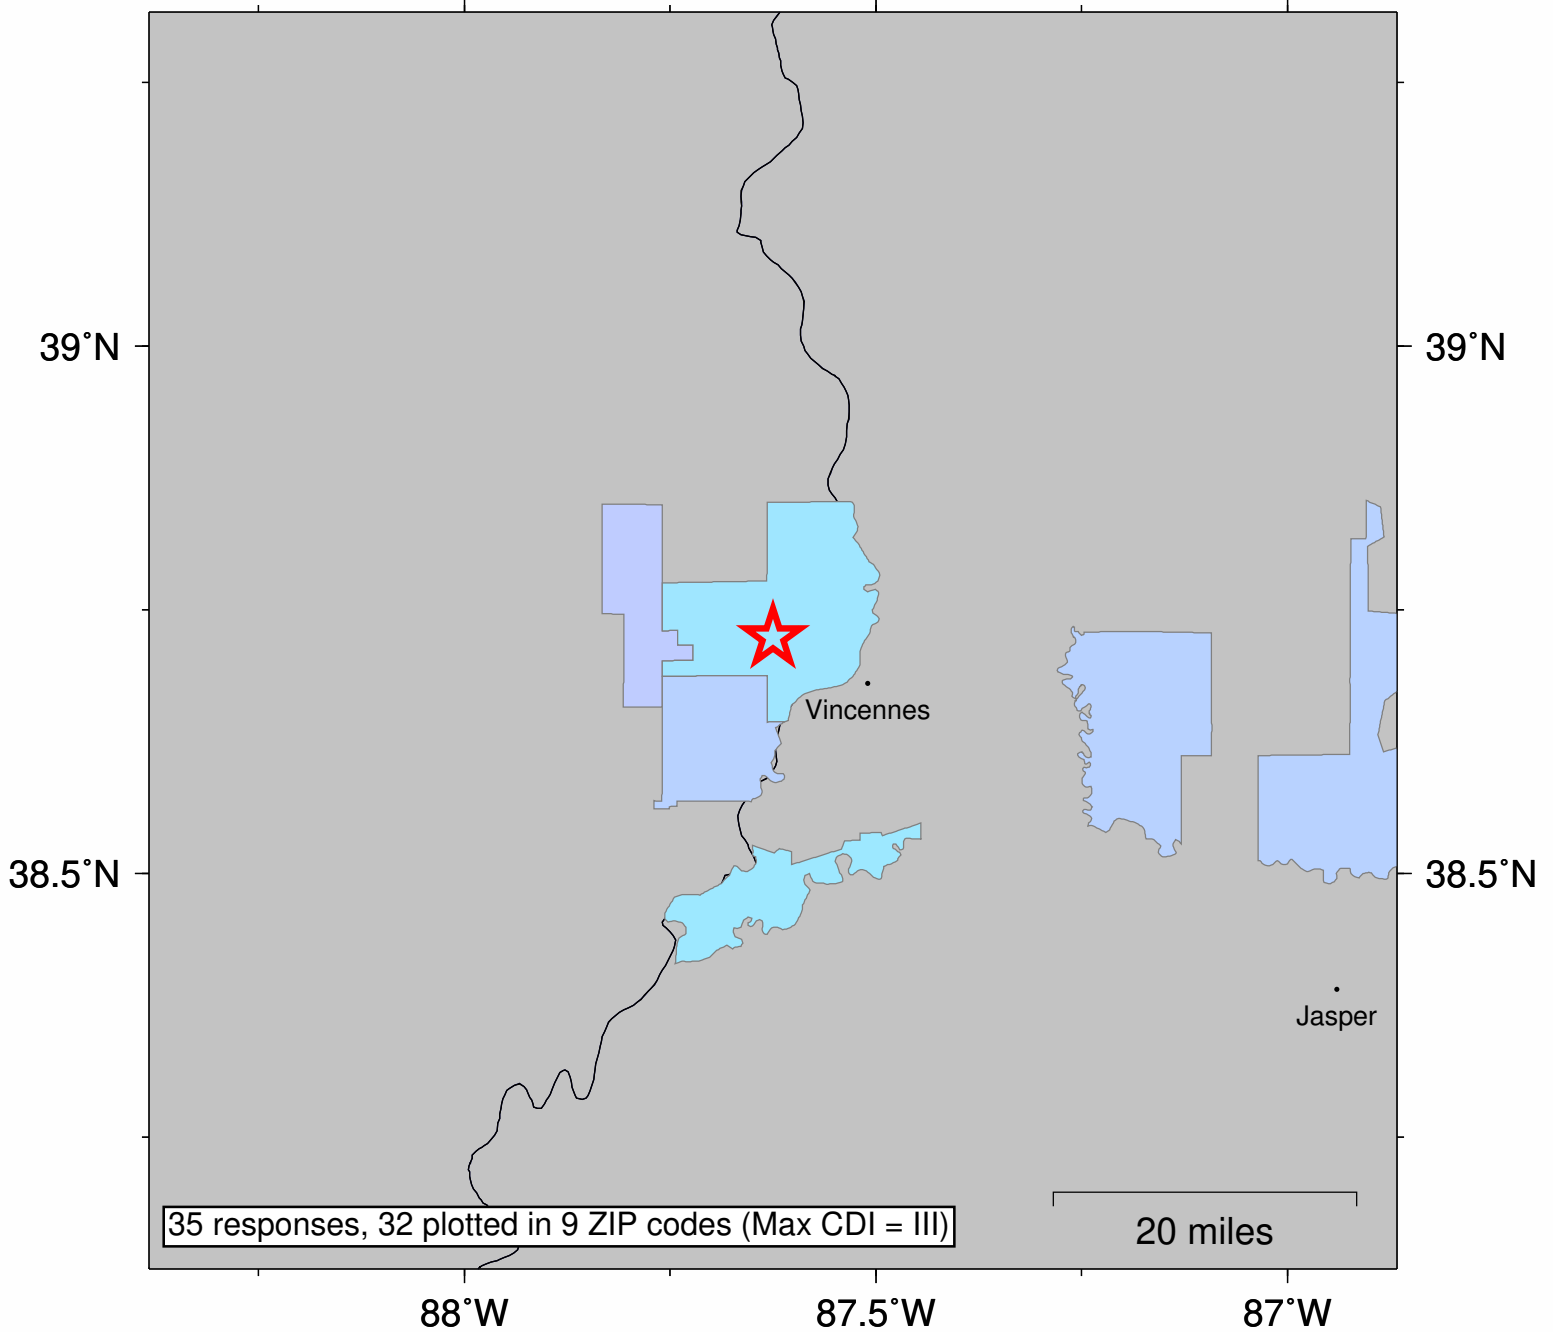 39˚N
39˚N
Vincennes
38.5˚N
38.5˚N
Jasper
35 responses, 32 plotted in 9 ZIP codes (Max CDI = III)
20 miles
88˚W
87.5˚W
87˚W